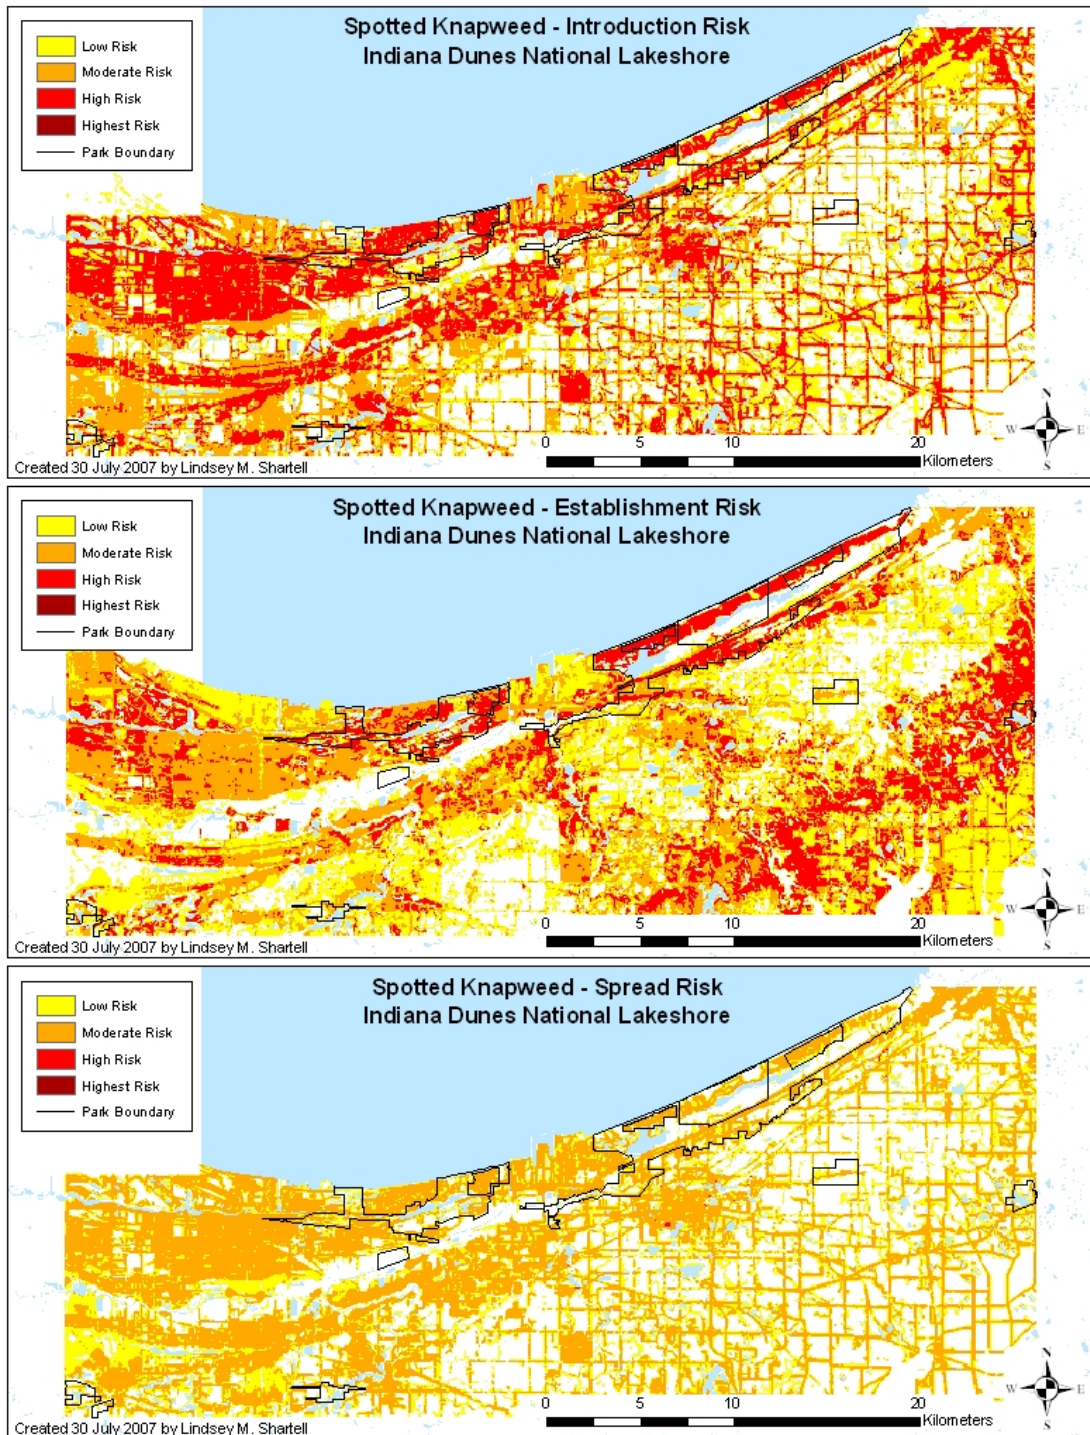 Spotted Knapweed - Introduction Risk
Indiana Dunes National Lakeshore
Low Risk
Moderate Risk
High Risk
Highest Risk
Park Boundary
N
W E
S
0 5 10 20
Kilometers
Created 30 July 2007 by Lindsey M. Shartell
Spotted Knapweed - Establishment Risk
Indiana Dunes National Lakeshore
Low Risk
Moderate Risk
High Risk
Highest Risk
Park Boundary
N
W E
S
0 5 10 20
Kilometers
Created 30 July 2007 by Lindsey M. Shartell
Spotted Knapweed - Spread Risk
Indiana Dunes National Lakeshore
Low Risk
Moderate Risk
High Risk
Highest Risk
Park Boundary
N
W E
S
0 5 10 20
Kilometers
Created 30 July 2007 by Lindsey M. Shartell